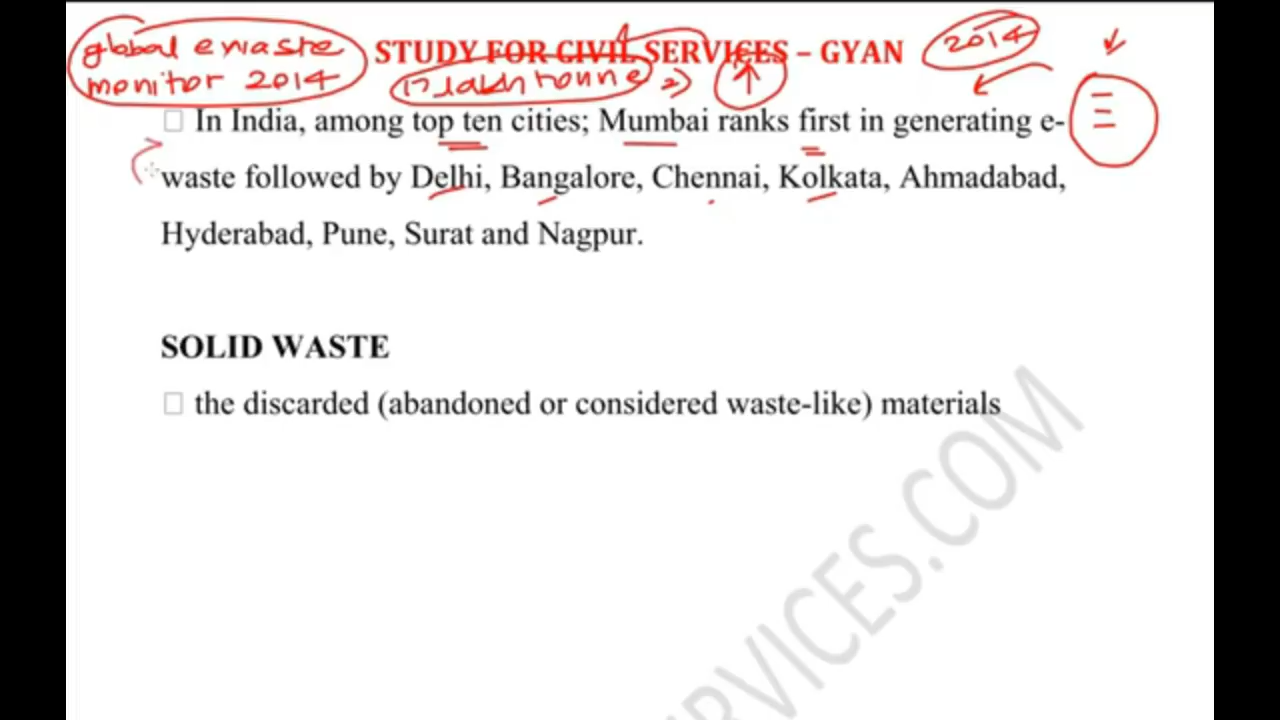 global e waste
monitor 2014
STUDY FOR CIVIL SERVICES – GYAN
2014
17 lakh tonne
In India, among top ten cities; Mumbai ranks first in generating e-
waste followed by Delhi, Bangalore, Chennai, Kolkata, Ahmadabad,
Hyderabad, Pune, Surat and Nagpur.
SOLID WASTE
the discarded (abandoned or considered waste-like) materials
RVICES.COM